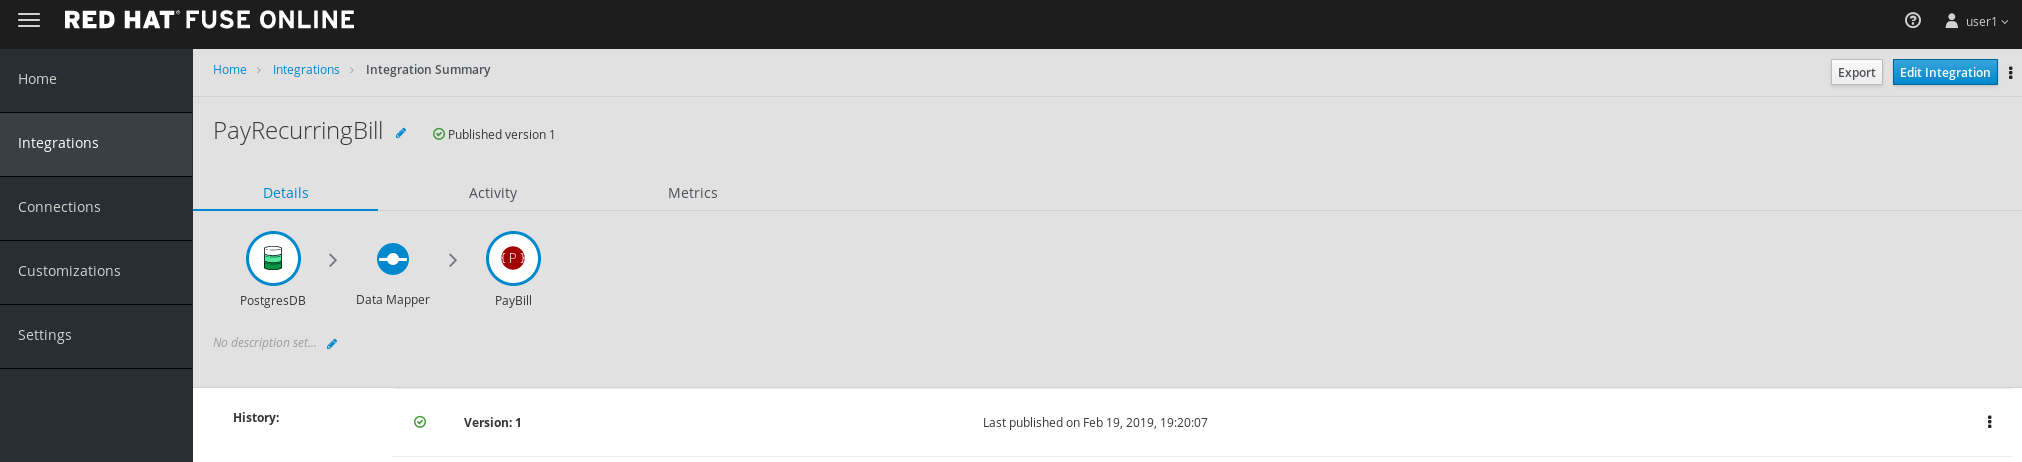 RED HAT® FUSE ONLINE
user1
Home
Integrations
Connections
Customizations
Settings
Home > Integrations > Integration Summary
Export
Edit Integration
PayRecurringBill
Published version 1
Details
Activity
Metrics
{ P }
PostgresDB
Data Mapper
PayBill
No description set...
History:
Version: 1
Last published on Feb 19, 2019, 19:20:07